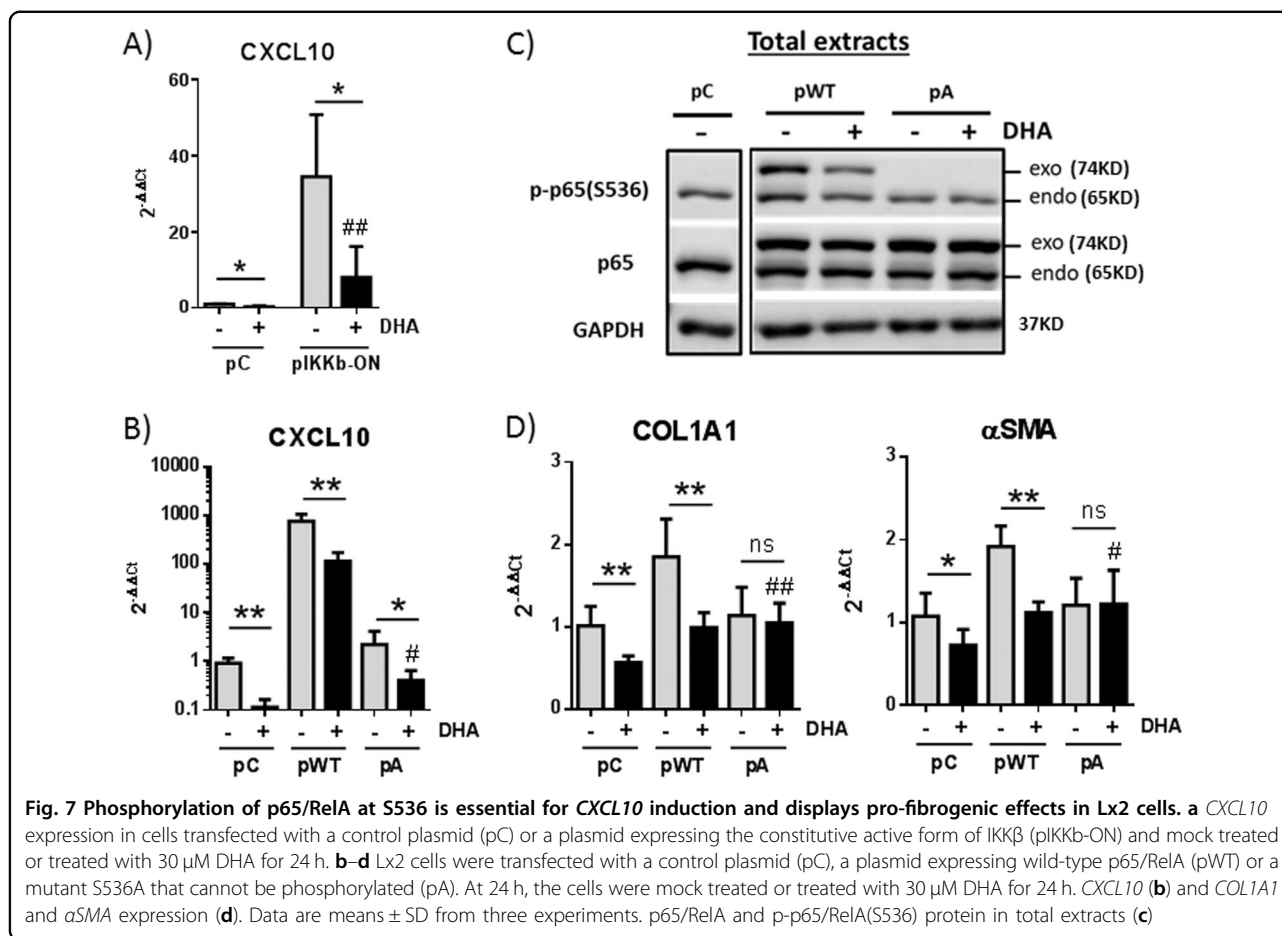 A)
CXCL10
60
40
20
0
2^-ΔΔCt
*
*
##
- + - + DHA
pC pIKKb-ON
C)
Total extracts
pC pWT pA
- - + - + DHA
p-p65(S536)
exo (74KD)
endo (65KD)
p65
exo (74KD)
endo (65KD)
GAPDH
37KD
B)
CXCL10
10000
1000
100
10
1
0.1
2^-ΔΔCt
**
**
*
#
- + - + - + DHA
pC pWT pA
D)
COL1A1
3
2
1
0
2^-ΔΔCt
**
**
ns
##
- + - + - + DHA
pC pWT pA
αSMA
3
2
1
0
2^-ΔΔCt
*
**
ns
#
- + - + - +
pC pWT pA
Fig. 7 Phosphorylation of p65/RelA at S536 is essential for CXCL10 induction and displays pro-fibrogenic effects in Lx2 cells. a CXCL10
expression in cells transfected with a control plasmid (pC) or a plasmid expressing the constitutive active form of IKKβ (pIKKb-ON) and mock treated
or treated with 30 µM DHA for 24 h. b–d Lx2 cells were transfected with a control plasmid (pC), a plasmid expressing wild-type p65/RelA (pWT) or a
mutant S536A that cannot be phosphorylated (pA). At 24 h, the cells were mock treated or treated with 30 µM DHA for 24 h. CXCL10 (b) and COL1A1
and αSMA expression (d). Data are means ± SD from three experiments. p65/RelA and p-p65/RelA(S536) protein in total extracts (c)